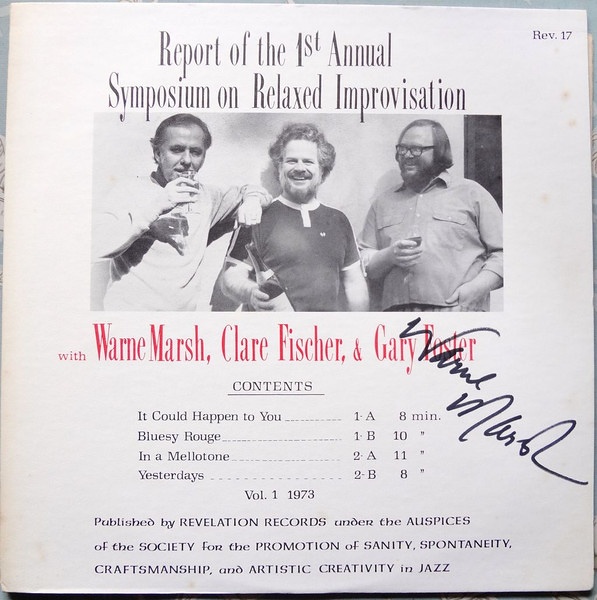 Rev. 17
Report of the 1st Annual
Symposium on Relaxed Improvisation
with Warne Marsh, Clare Fischer, & Gary Foster
Warne
Marsh
CONTENTS
It Could Happen to You 1-A 8 min.
Bluesy Rouge 1-B 10 "
In a Mellotone 2-A 11 "
Yesterdays 2-B 8 "
Vol. 1 1973
Published by REVELATION RECORDS under the AUSPICES
of the SOCIETY for the PROMOTION of SANITY, SPONTANEITY,
CRAFTSMANSHIP, and ARTISTIC CREATIVITY in JAZZ